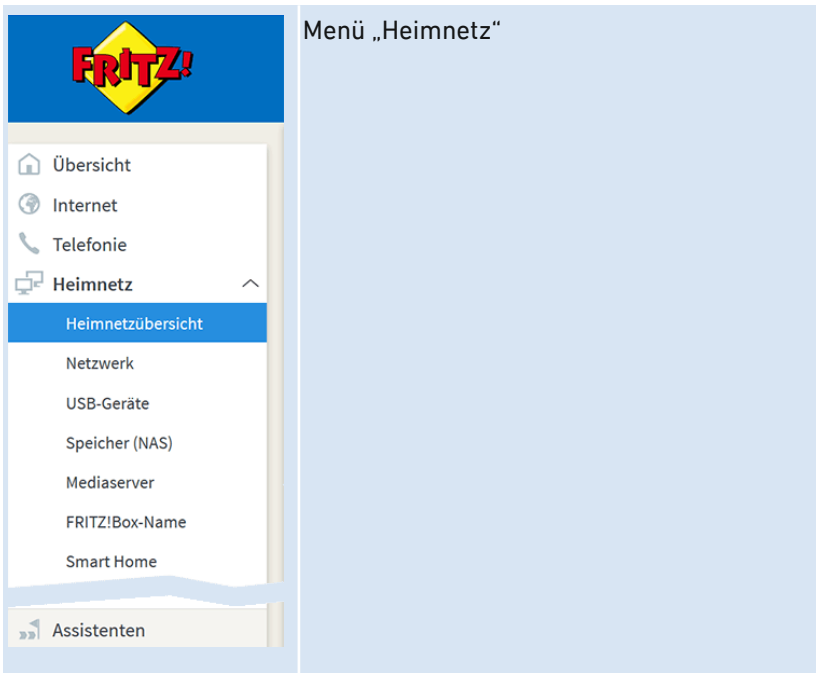 FRITZ!
Menü „Heimnetz“
Übersicht
Internet
Telefonie
Heimnetz
Heimnetzübersicht
Netzwerk
USB-Geräte
Speicher (NAS)
Mediaserver
FRITZ!Box-Name
Smart Home
Assistenten